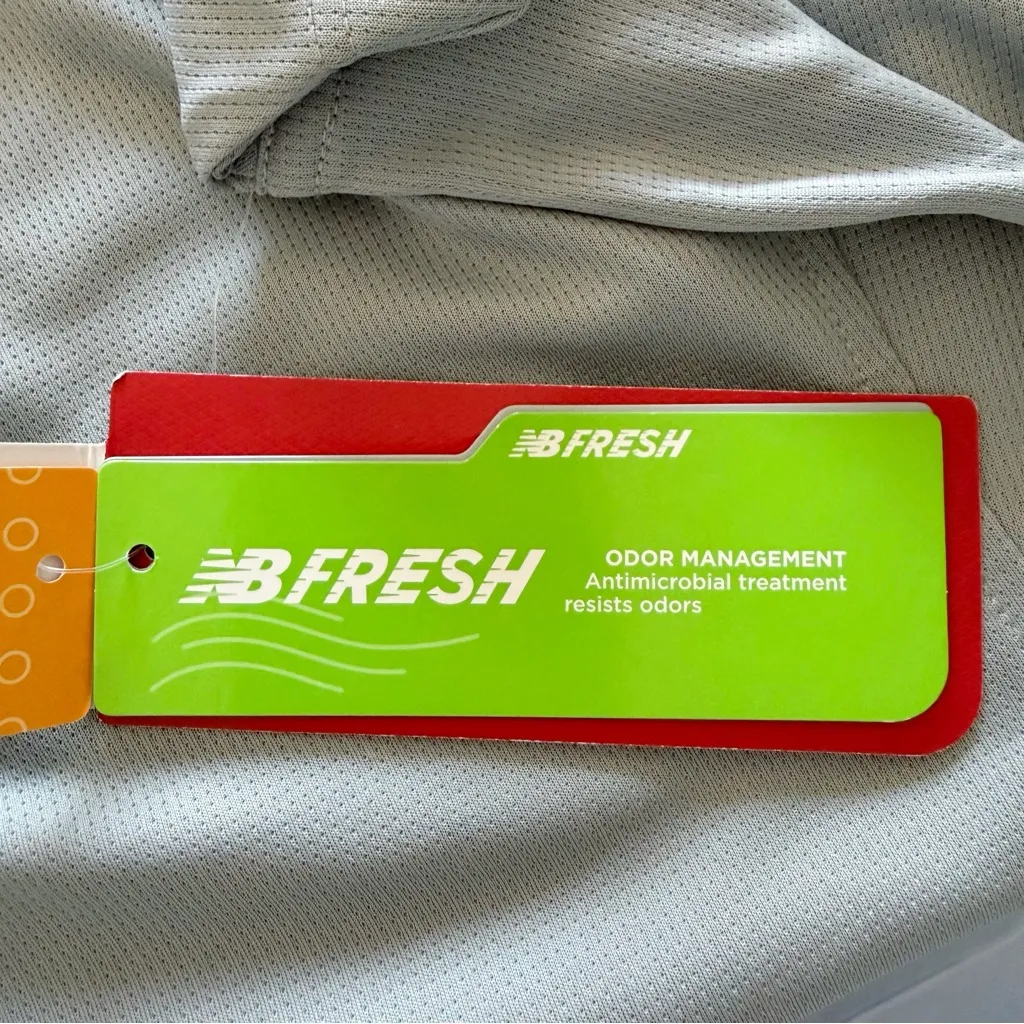 NB FRESH
NB FRESH
ODOR MANAGEMENT
Antimicrobial treatment
resists odors